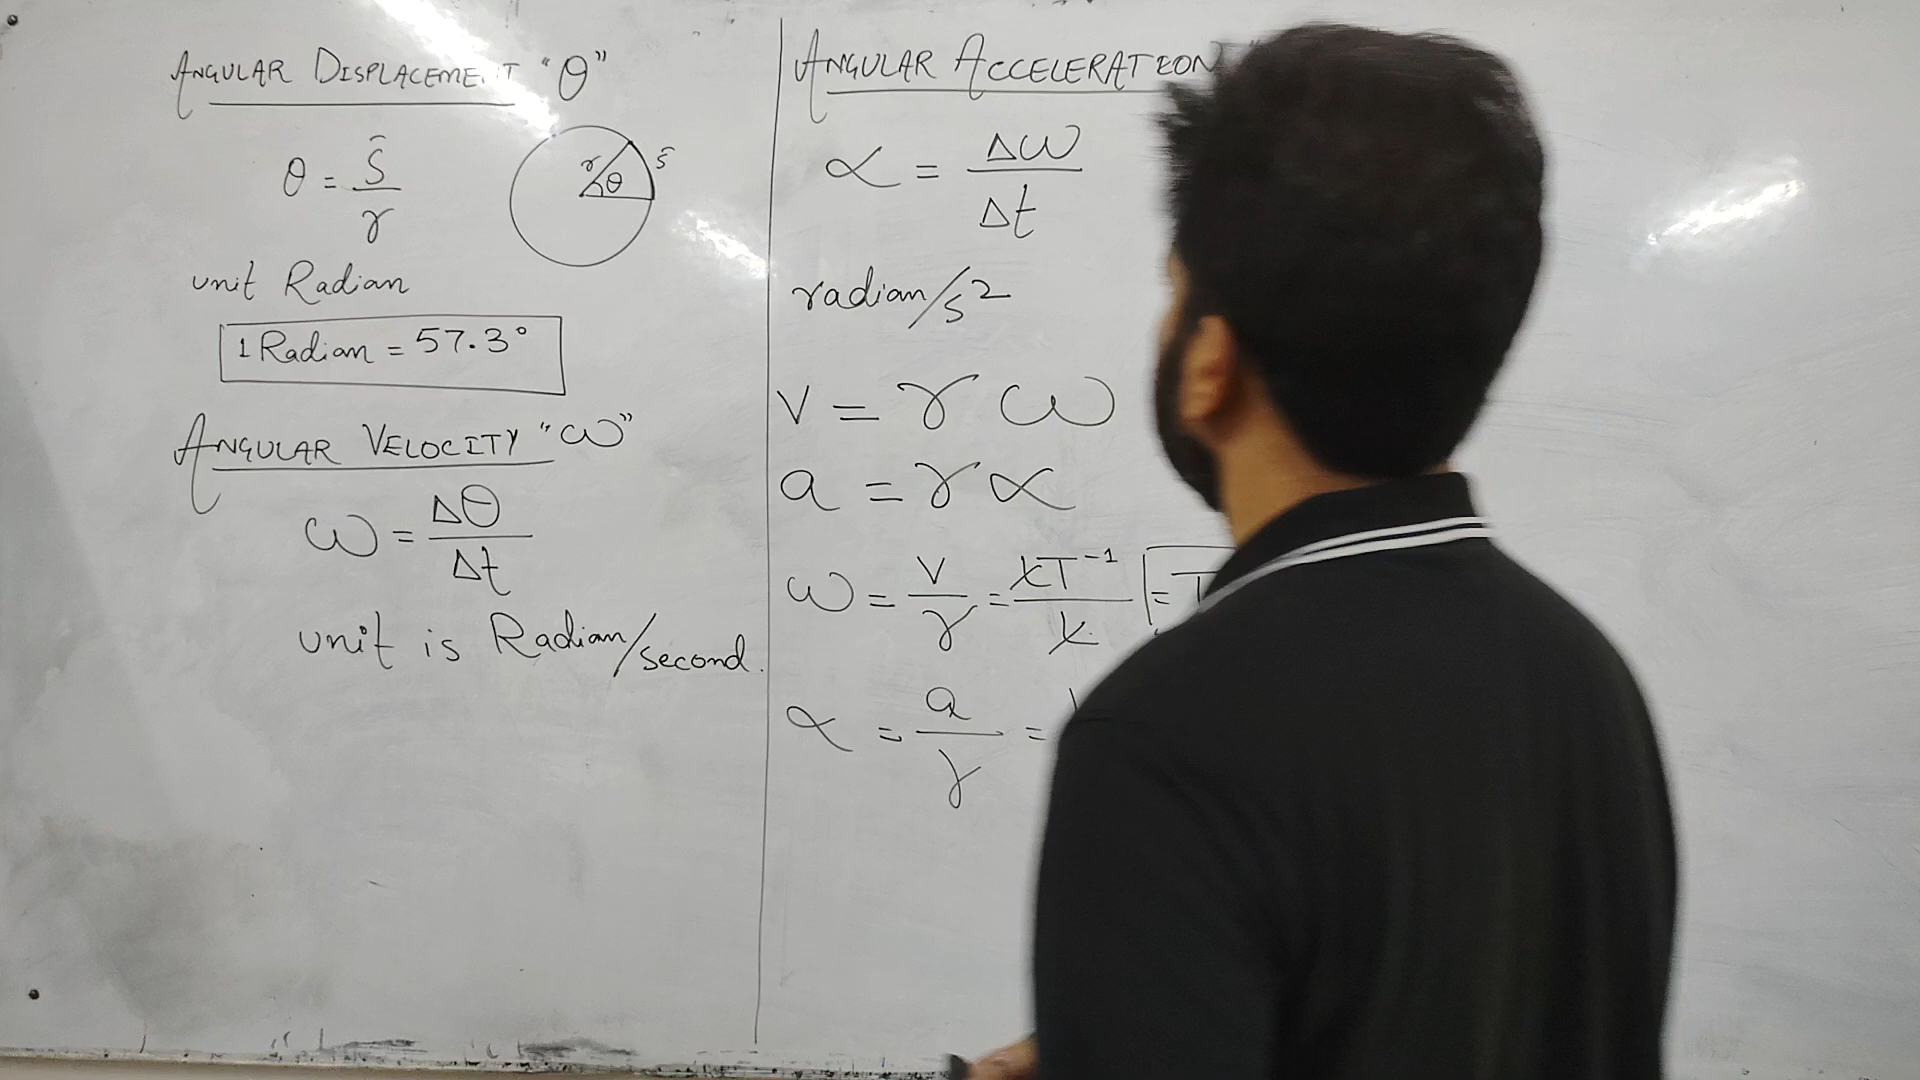 ANGULAR DISPLACEMENT "θ"
θ = S / r
r θ S
unit Radian
1 Radian = 57.3°
ANGULAR VELOCITY "ω"
ω = Δθ / Δt
unit is Radian/second.
ANGULAR ACCELERATION "
α = Δω / Δt
radian/s²
v = r ω
a = r α
ω = v / r = LT⁻¹ / L = T
α = a / r =